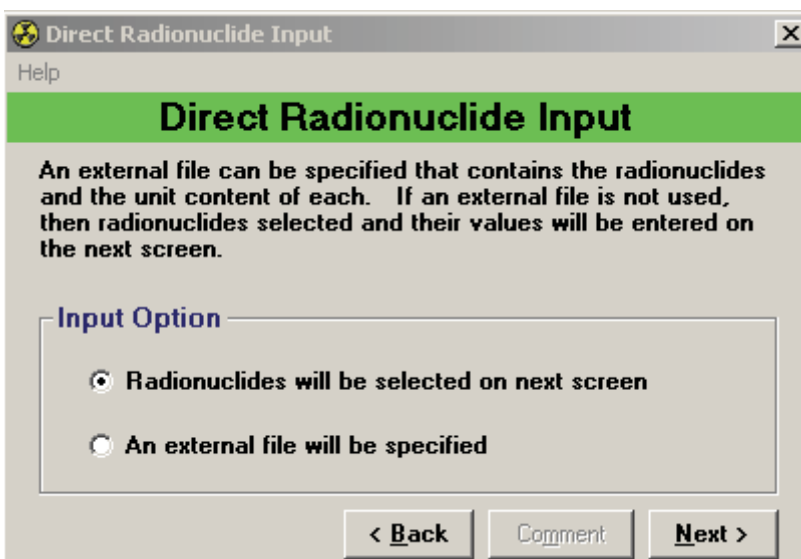 Direct Radionuclide Input
Help
Direct Radionuclide Input
An external file can be specified that contains the radionuclides
and the unit content of each. If an external file is not used,
then radionuclides selected and their values will be entered on
the next screen.
Input Option
Radionuclides will be selected on next screen
An external file will be specified
< Back Comment Next >